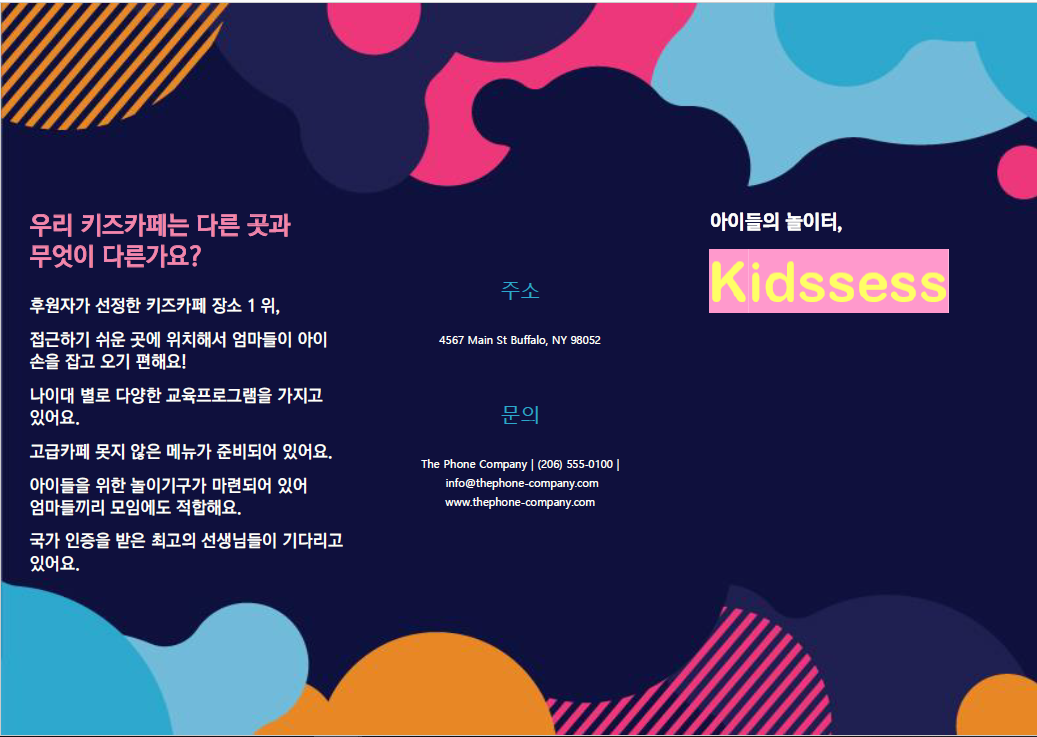 우리 키즈카페는 다른 곳과
무엇이 다른가요?
후원자가 선정한 키즈카페 장소 1 위,
접근하기 쉬운 곳에 위치해서 엄마들이 아이
손을 잡고 오기 편해요!
나이대 별로 다양한 교육프로그램을 가지고
있어요.
고급카페 못지 않은 메뉴가 준비되어 있어요.
아이들을 위한 놀이기구가 마련되어 있어
엄마들끼리 모임에도 적합해요.
국가 인증을 받은 최고의 선생님들이 기다리고
있어요.
주소
4567 Main St Buffalo, NY 98052
문의
The Phone Company | (206) 555-0100 |
info@thephone-company.com
www.thephone-company.com
아이들의 놀이터,
Kidssess